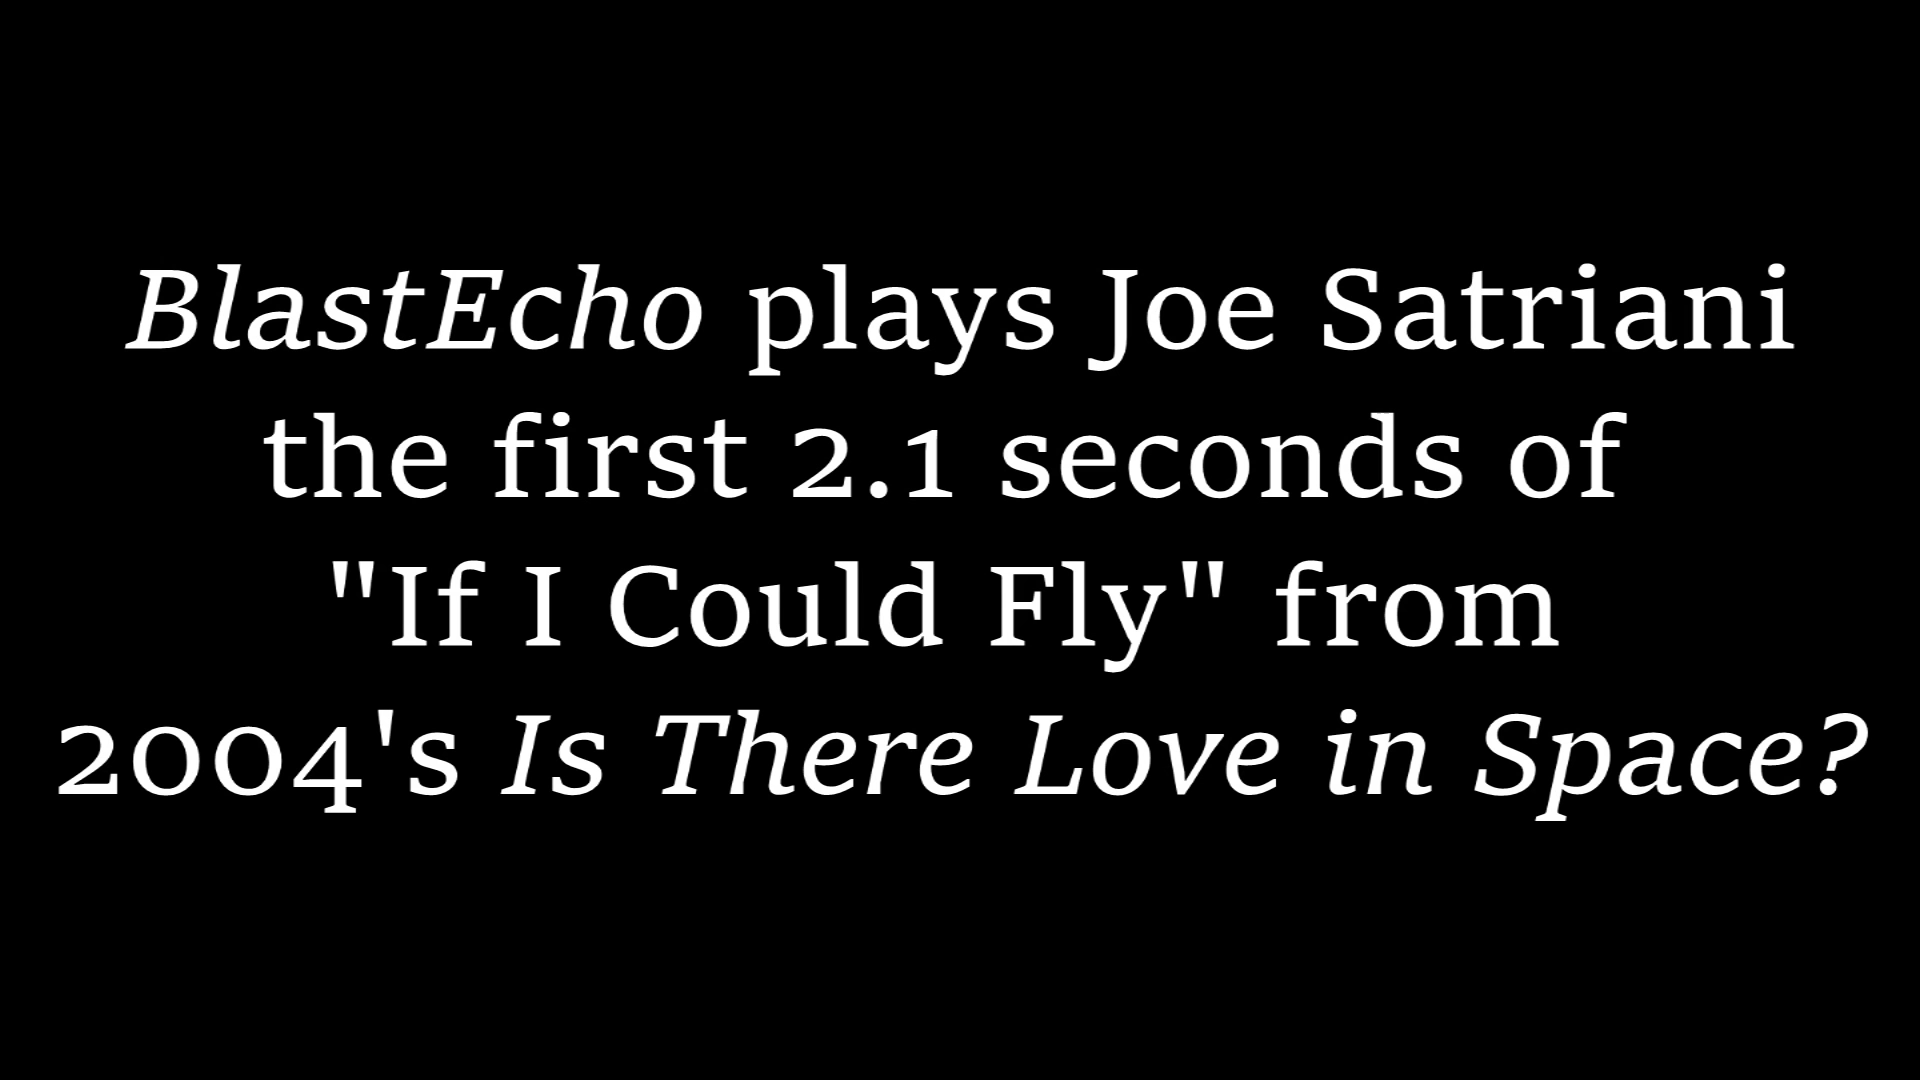 BlastEcho plays Joe Satriani
the first 2.1 seconds of
"If I Could Fly" from
2004's Is There Love in Space?